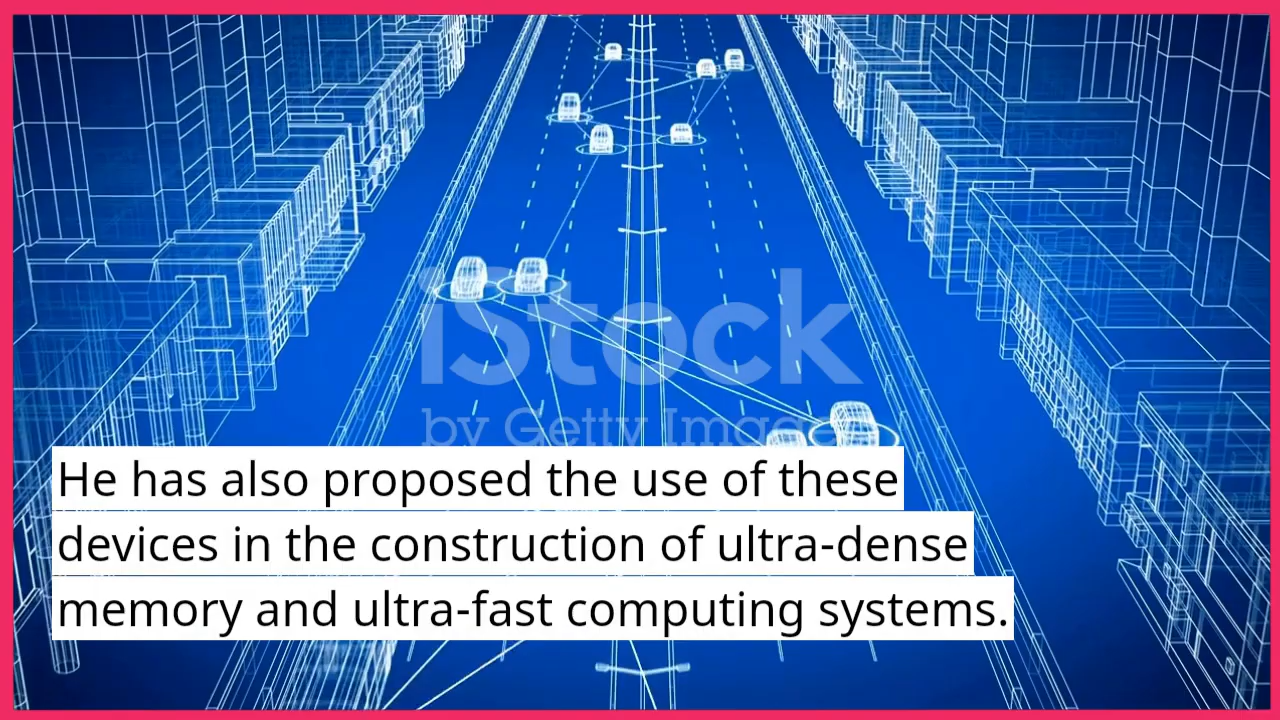 iStock
by Getty Images
He has also proposed the use of these
devices in the construction of ultra-dense
memory and ultra-fast computing systems.